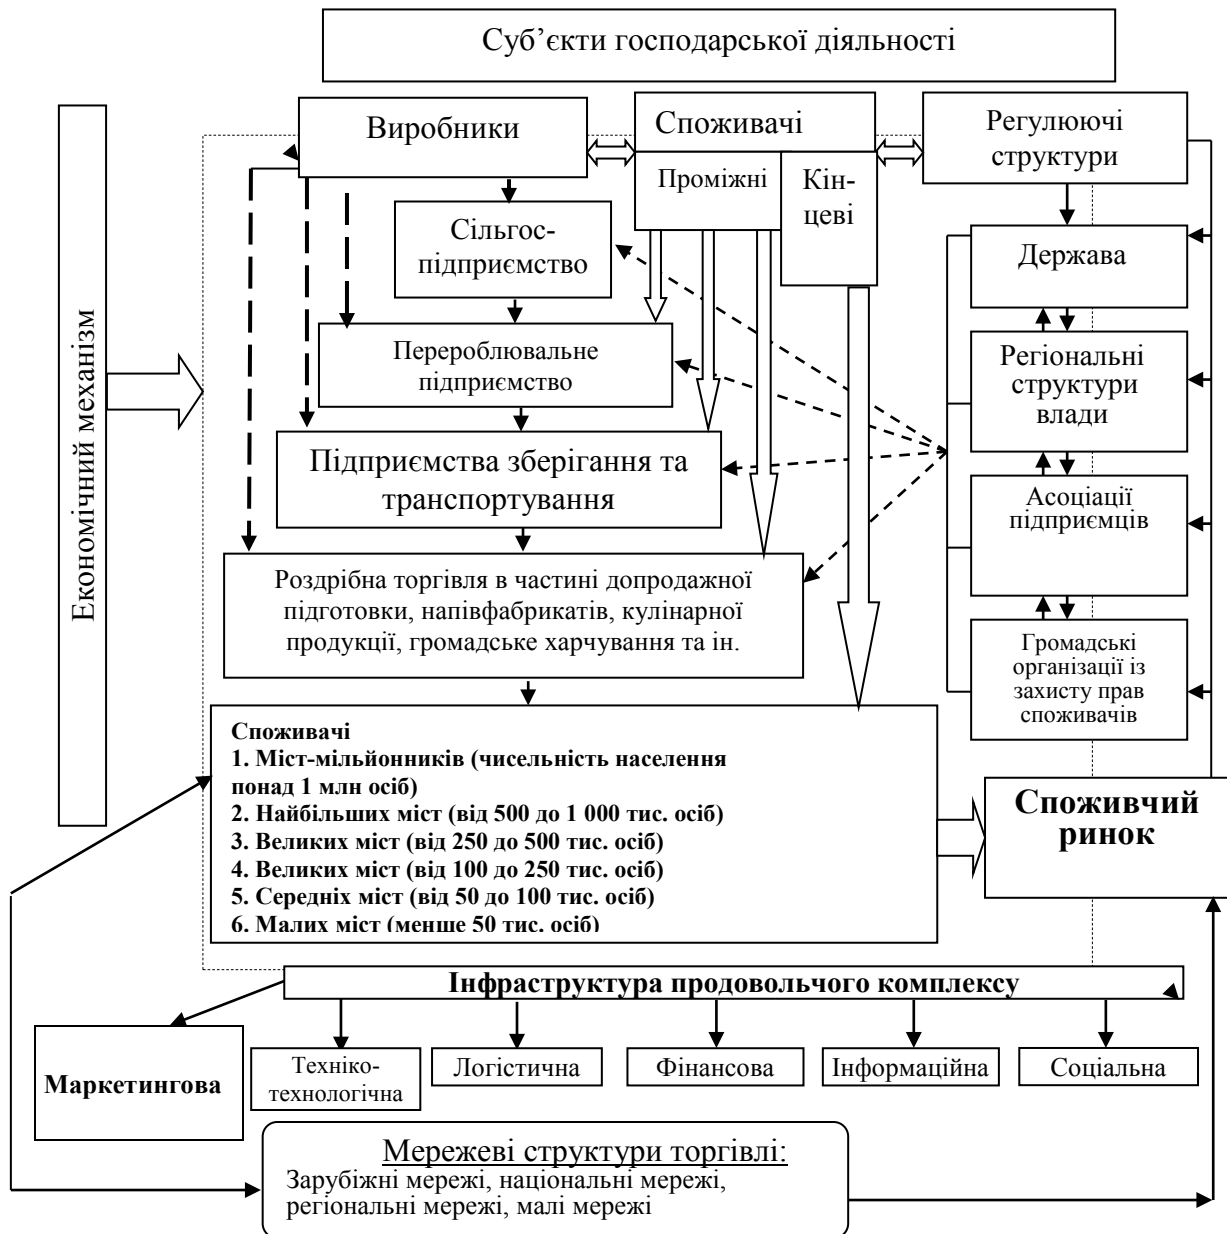 Суб’єкти господарської діяльності
Економічний механізм
Виробники
Споживачі
Проміжні
Кін-
цеві
Регулюючі
структури
Сільгос-
підприємство
Держава
Перероблювальне
підприємство
Регіональні
структури
влади
Підприємства зберігання та
транспортування
Асоціації
підприємців
Роздрібна торгівля в частині допродажної
підготовки, напівфабрикатів, кулінарної
продукції, громадське харчування та ін.
Громадські
організації із
захисту прав
споживачів
Споживачі
1. Міст-мільйонників (чисельність населення
понад 1 млн осіб)
2. Найбільших міст (від 500 до 1 000 тис. осіб)
3. Великих міст (від 250 до 500 тис. осіб)
4. Великих міст (від 100 до 250 тис. осіб)
5. Середніх міст (від 50 до 100 тис. осіб)
6. Малих міст (менше 50 тис. осіб)
Споживчий
ринок
Інфраструктура продовольчого комплексу
Маркетингова
Техніко-
технологічна
Логістична
Фінансова
Інформаційна
Соціальна
Мережеві структури торгівлі:
Зарубіжні мережі, національні мережі,
регіональні мережі, малі мережі